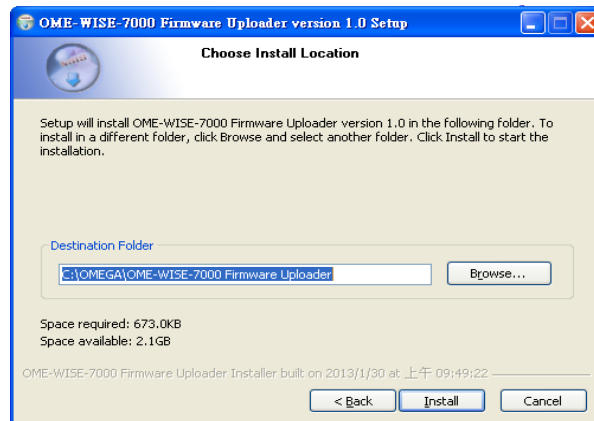 OME-WISE-7000 Firmware Uploader version 1.0 Setup
Choose Install Location
Setup will install OME-WISE-7000 Firmware Uploader version 1.0 in the following folder. To
install in a different folder, click Browse and select another folder. Click Install to start the
installation.
Destination Folder
C:\OMEGA\OME-WISE-7000 Firmware Uploader
Browse...
Space required: 673.0KB
Space available: 2.1GB
OME-WISE-7000 Firmware Uploader Installer built on 2013/1/30 at 上午 09:49:22
< Back Install Cancel